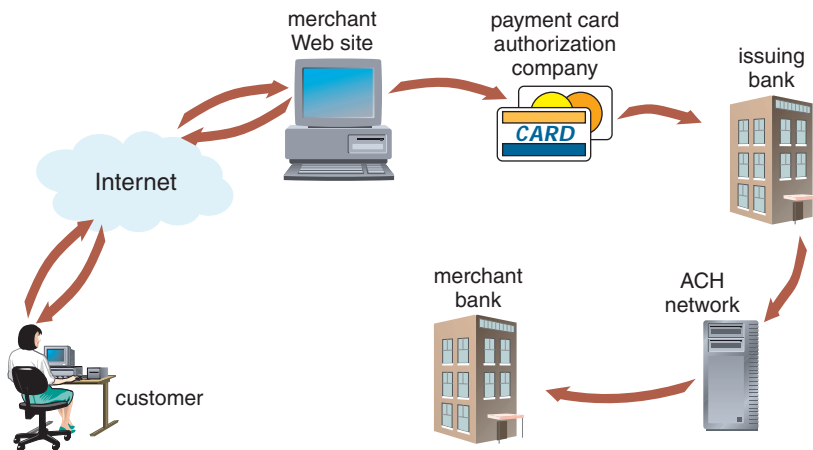 merchant
Web site
payment card
authorization
company
issuing
bank
CARD
Internet
merchant
bank
ACH
network
customer